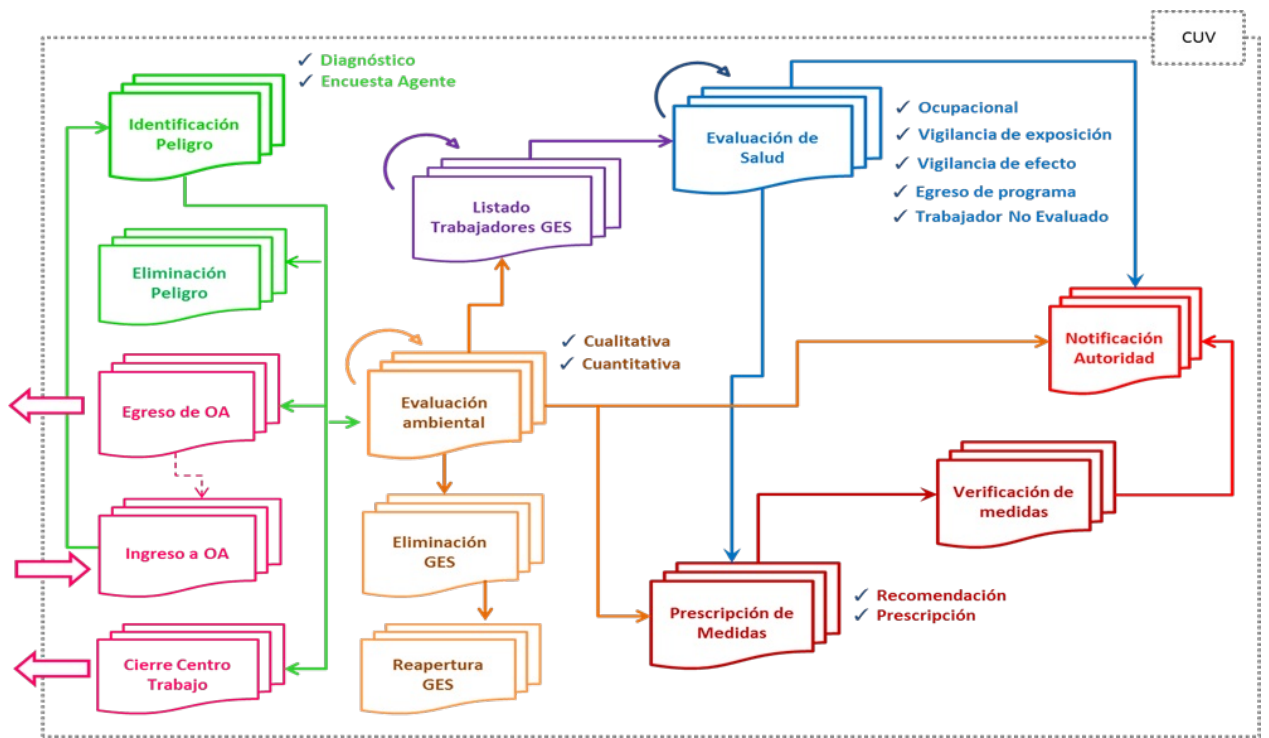 CUV
✓ Diagnóstico
✓ Encuesta Agente
Identificación
Peligro
Evaluación de
Salud
✓ Ocupacional
✓ Vigilancia de exposición
✓ Vigilancia de efecto
✓ Egreso de programa
✓ Trabajador No Evaluado
Listado
Trabajadores GES
Eliminación
Peligro
Notificación
Autoridad
✓ Cualitativa
✓ Cuantitativa
Egreso de OA
Evaluación
ambiental
Verificación de
medidas
Ingreso a OA
Eliminación
GES
✓ Recomendación
✓ Prescripción
Prescripción de
Medidas
Cierre Centro
Trabajo
Reapertura
GES